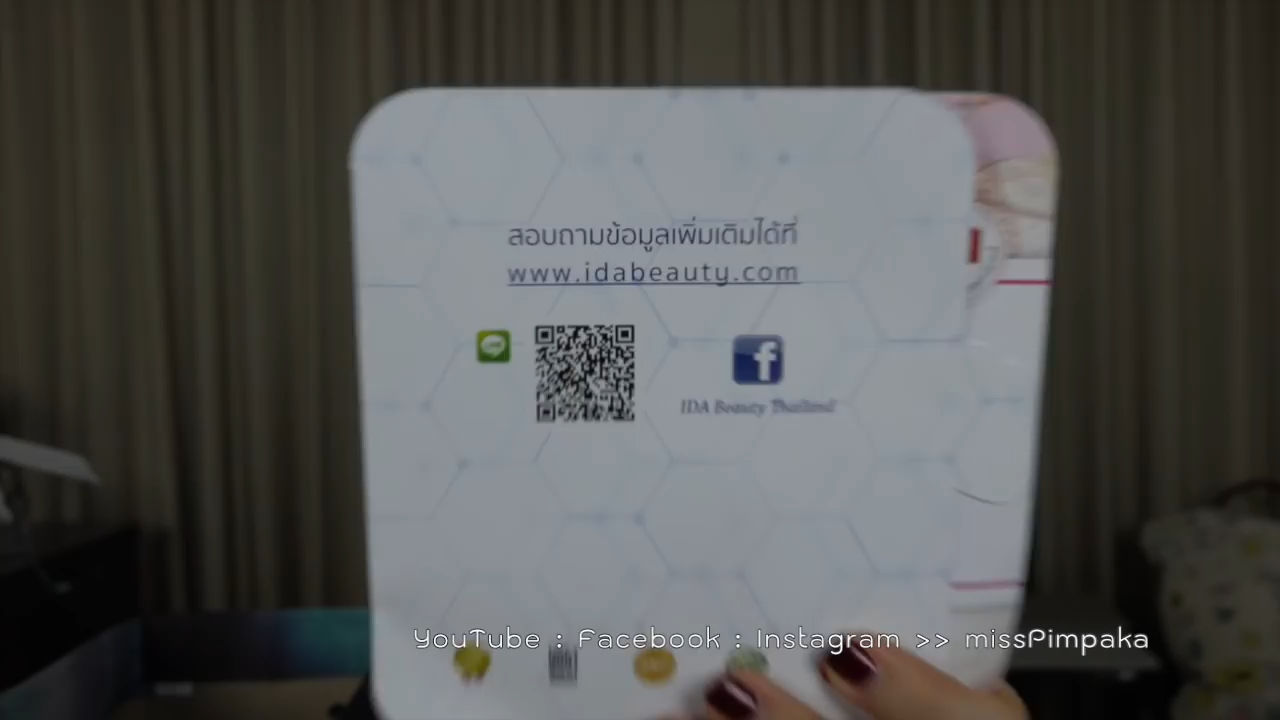 สอบถามข้อมูลเพิ่มเติมได้ที่
www.idabeauty.com
IDA Beauty Thailand
YouTube : Facebook : Instagram >> missPimpaka